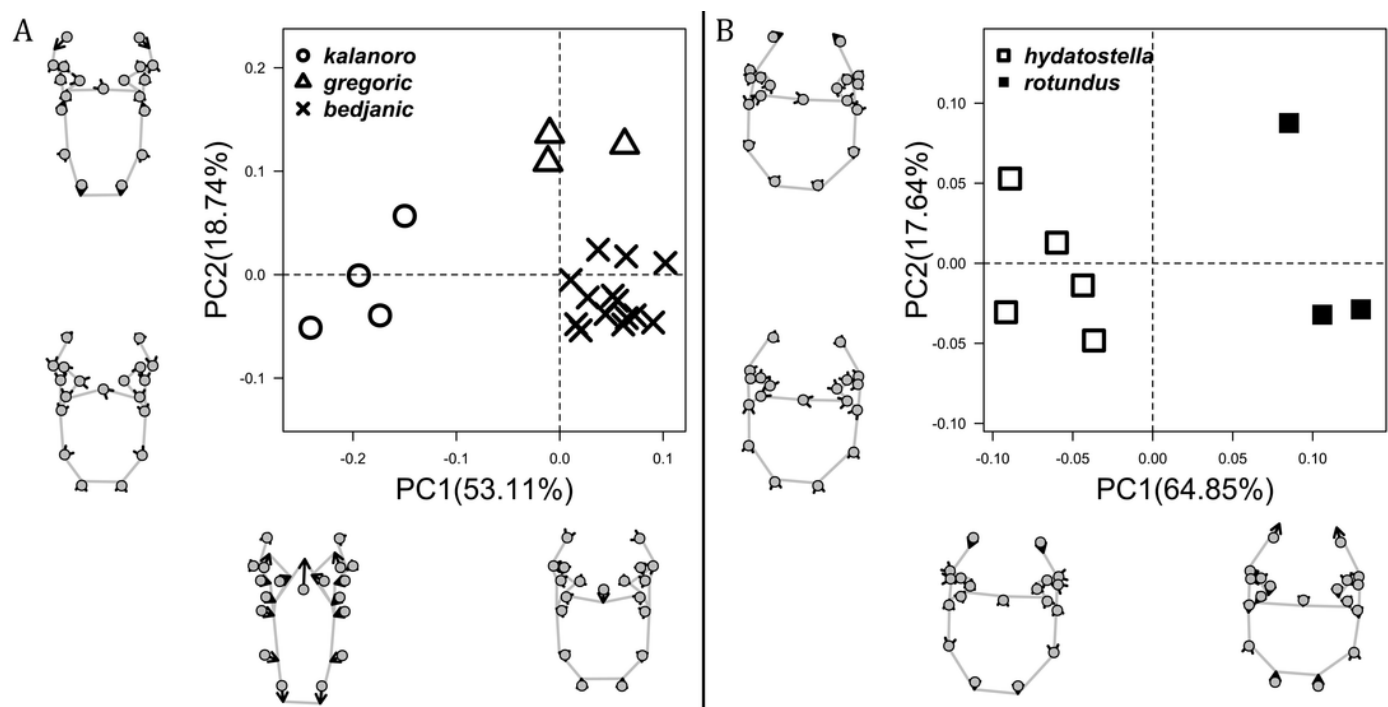 A
kalanoro
gregoric
bedjanic
0.2
0.1
0.0
-0.1
PC2(18.74%)
-0.2
-0.1
0.0
0.1
PC1(53.11%)
B
hydatostella
rotundus
0.10
0.05
0.00
-0.05
-0.10
PC2(17.64%)
-0.10
-0.05
0.00
0.05
0.10
PC1(64.85%)